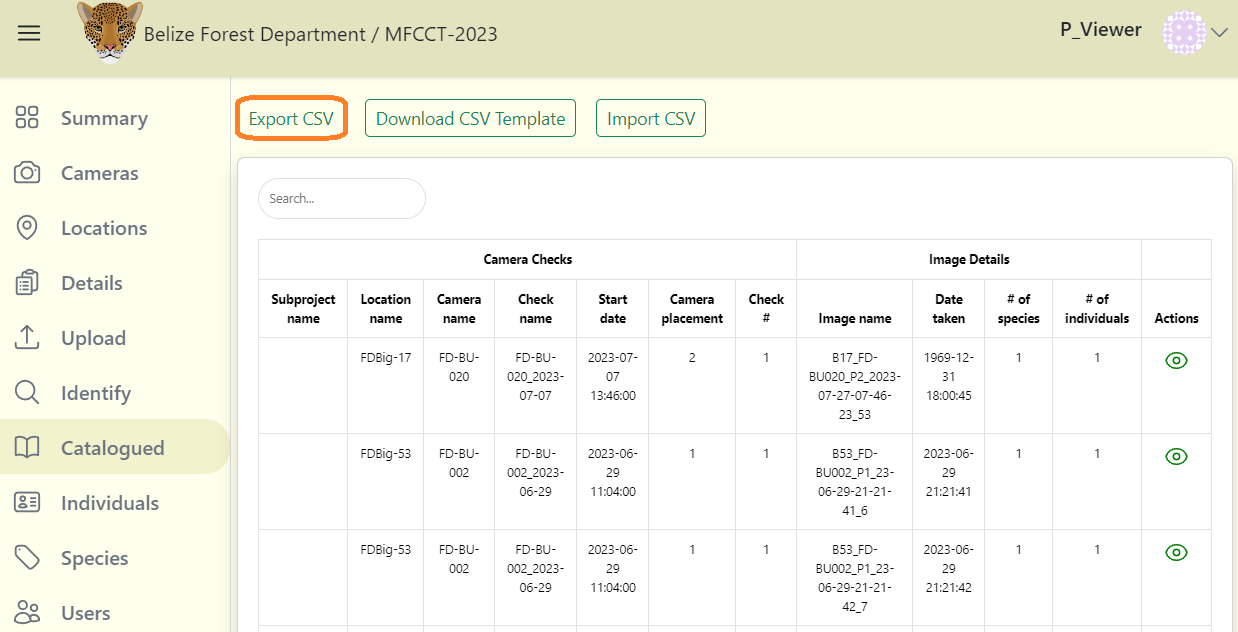 Belize Forest Department / MFCCT-2023
P_Viewer
Summary
Cameras
Locations
Details
Upload
Identify
Catalogued
Individuals
Species
Users
Export CSV
Download CSV Template
Import CSV
Search...
Camera Checks
Image Details
Subproject
name
Location
name
Camera
name
Check
name
Start
date
Camera
placement
Check
#
Image name
Date
taken
# of
species
# of
individuals
Actions
FDBig-17
FD-BU-
020
FD-BU-
020_2023-
07-07
2023-07-
07
13:46:00
2
1
B17_FD-
BU020_P2_2023-
07-27-07-46-
23_53
1969-12-
31
18:00:45
1
1
FDBig-53
FD-BU-
002
FD-BU-
002_2023-
06-29
2023-06-
29
11:04:00
1
1
B53_FD-
BU002_P1_23-
06-29-21-21-
41_6
2023-06-
29
21:21:41
1
1
FDBig-53
FD-BU-
002
FD-BU-
002_2023-
06-29
2023-06-
29
11:04:00
1
1
B53_FD-
BU002_P1_23-
06-29-21-21-
42_7
2023-06-
29
21:21:42
1
1